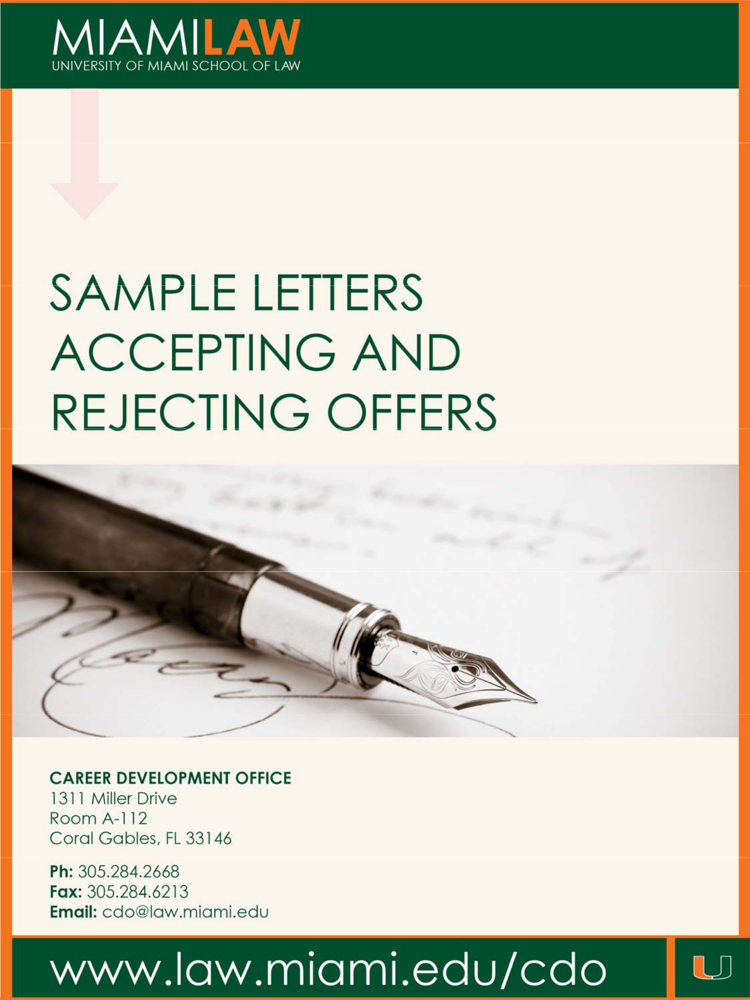 MIAMILAW
UNIVERSITY OF MIAMI SCHOOL OF LAW
SAMPLE LETTERS
ACCEPTING AND
REJECTING OFFERS
CAREER DEVELOPMENT OFFICE
1311 Miller Drive
Room A-112
Coral Gables, FL 33146
Ph: 305.284.2668
Fax: 305.284.6213
Email: cdo@law.miami.edu
www.law.miami.edu/cdo
U